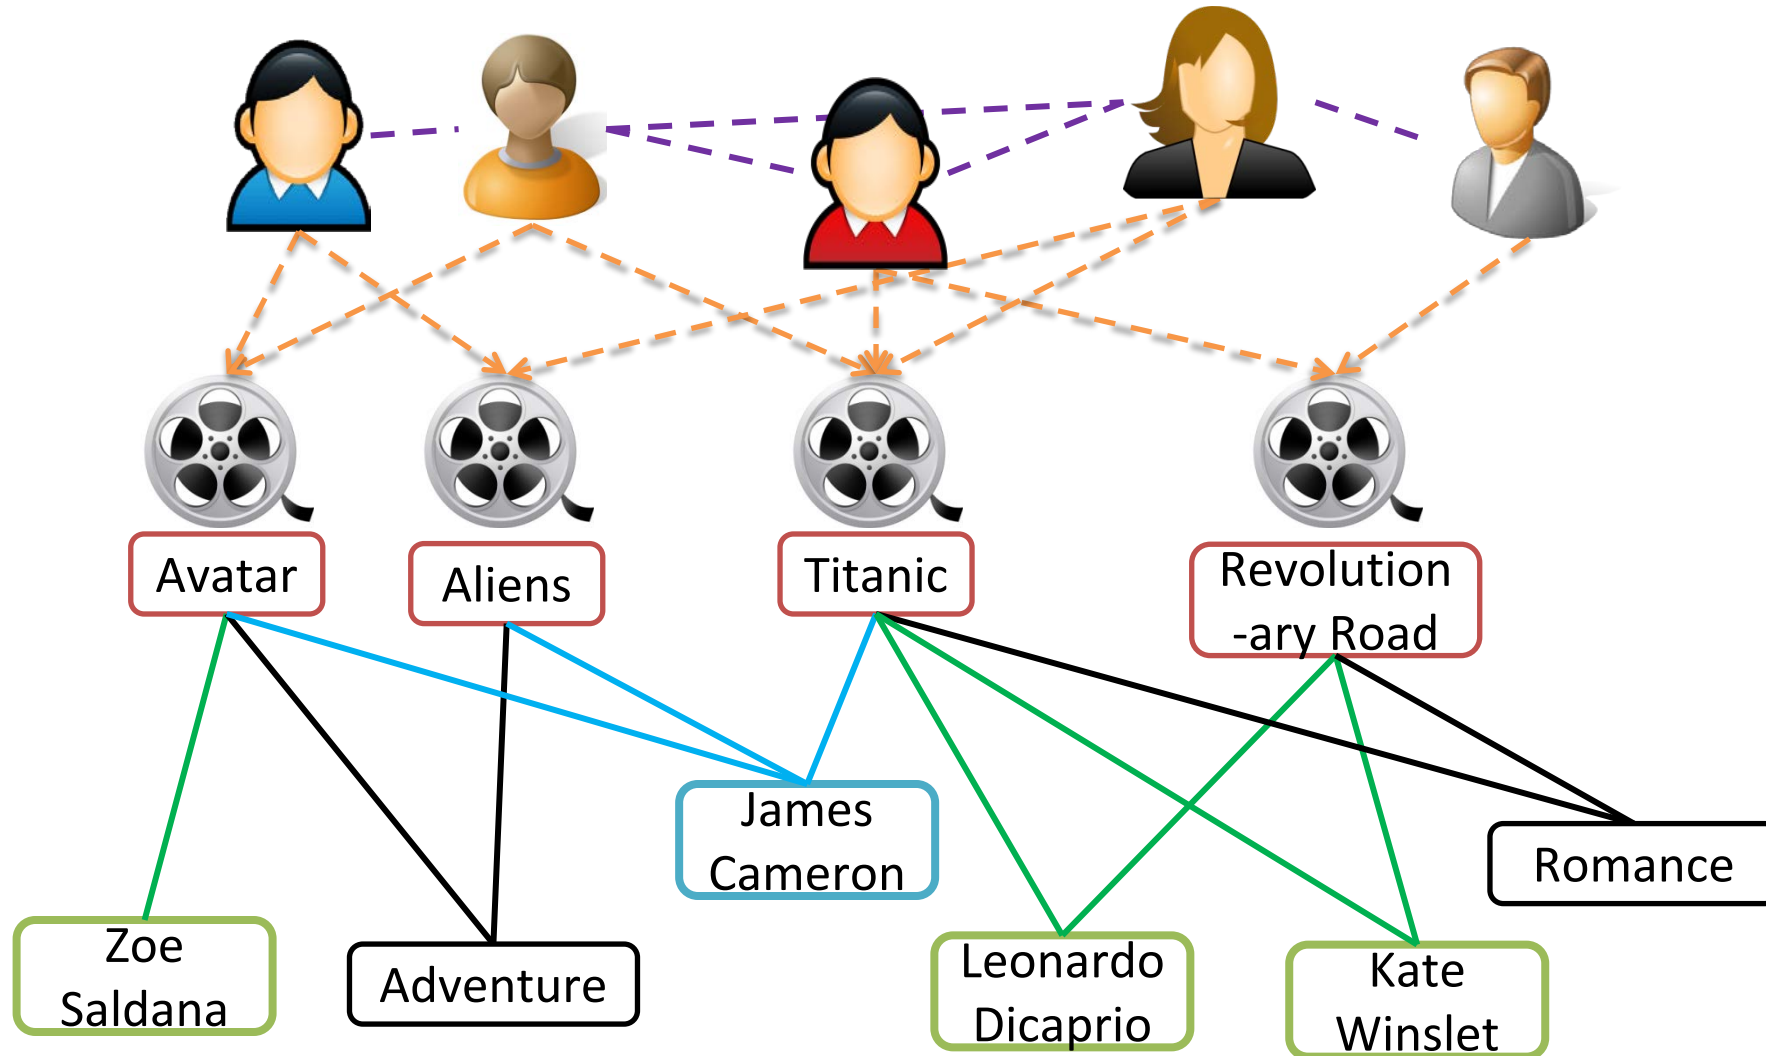 Avatar
Aliens
Titanic
Revolution
-ary Road
James
Cameron
Romance
Zoe
Saldana
Adventure
Leonardo
Dicaprio
Kate
Winslet